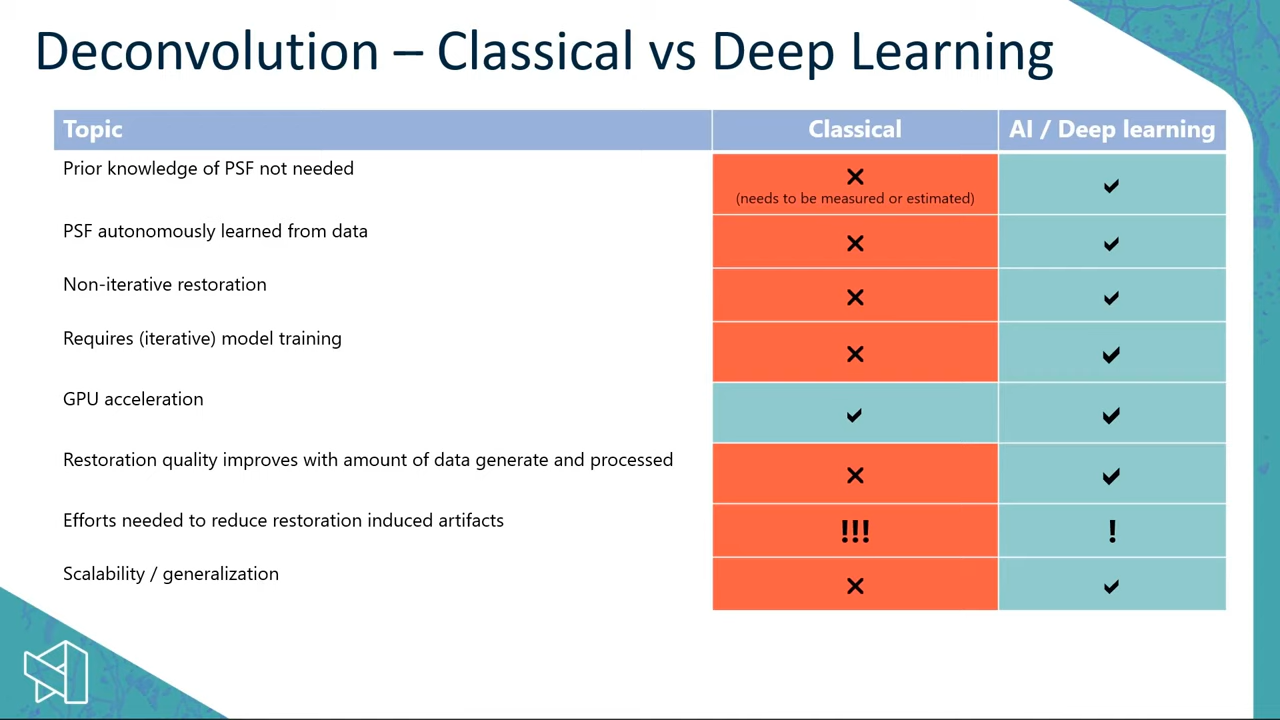 Deconvolution – Classical vs Deep Learning
Topic Classical AI / Deep learning
Prior knowledge of PSF not needed ✕ ✓
(needs to be measured or estimated)
PSF autonomously learned from data ✕ ✓
Non-iterative restoration ✕ ✓
Requires (iterative) model training ✕ ✓
GPU acceleration ✓ ✓
Restoration quality improves with amount of data generate and processed ✕ ✓
Efforts needed to reduce restoration induced artifacts !!! !
Scalability / generalization ✕ ✓